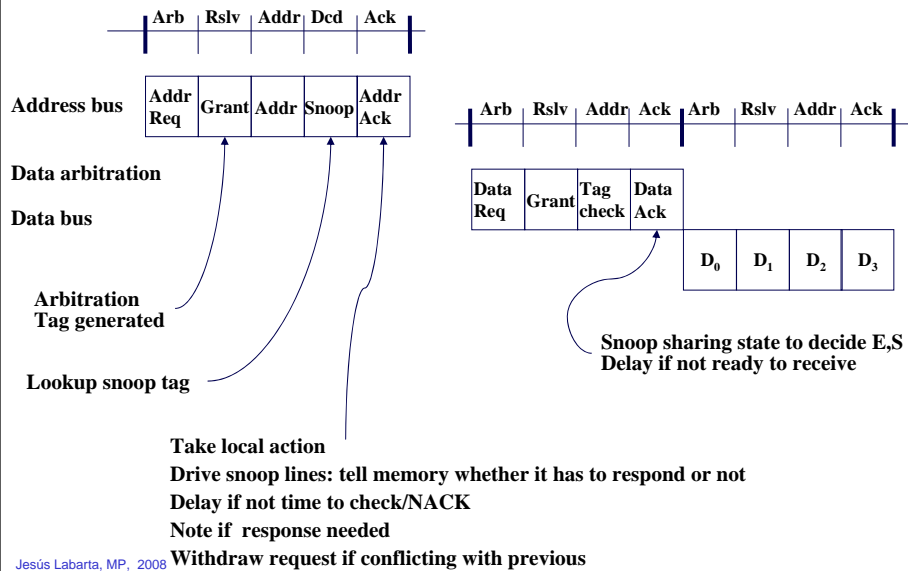 Arb Rslv Addr Dcd Ack
Address bus
Addr Req Grant Addr Snoop Addr Ack
Arb Rslv Addr Ack Arb Rslv Addr Ack
Data arbitration
Data Req Grant Tag check Data Ack
Data bus
D0 D1 D2 D3
Arbitration
Tag generated
Snoop sharing state to decide E,S
Delay if not ready to receive
Lookup snoop tag
Take local action
Drive snoop lines: tell memory whether it has to respond or not
Delay if not time to check/NACK
Note if response needed
Withdraw request if conflicting with previous
Jesús Labarta, MP, 2008